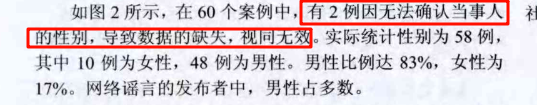 如图 2 所示，在 60 个案例中，有 2 例因无法确认当事人
的性别，导致数据的缺失，视同无效。实际统计性别为 58 例，
其中 10 例为女性，48 例为男性。男性比例达 83%，女性为
17%。网络谣言的发布者中，男性占多数。